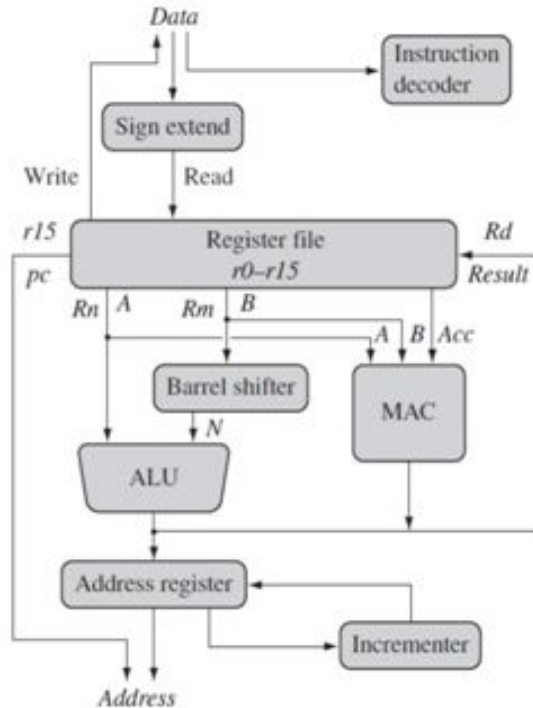 Data
Instruction
decoder
Sign extend
Write
Read
r15
Register file
Rd
pc
r0–r15
Result
Rn
A
Rm
B
A
B
Acc
Barrel shifter
MAC
N
ALU
Address register
Incrementer
Address